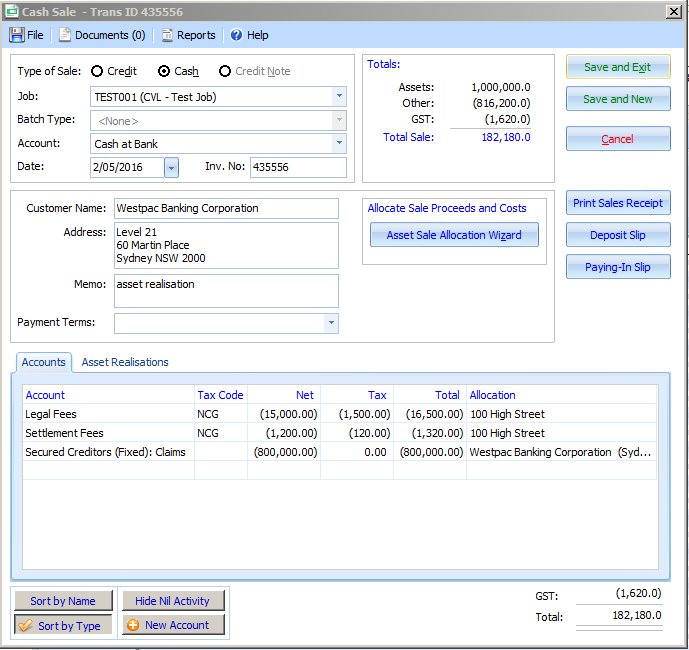 Cash Sale - Trans ID 435556
File Documents (0) Reports Help
Type of Sale: Credit Cash Credit Note
Job: TEST001 (CVL - Test Job)
Batch Type: <None>
Account: Cash at Bank
Date: 2/05/2016 Inv. No: 435556
Totals:
Assets: 1,000,000.0
Other: (816,200.0)
GST: (1,620.0)
Total Sale: 182,180.0
Save and Exit
Save and New
Cancel
Customer Name: Westpac Banking Corporation
Address: Level 21
60 Martin Place
Sydney NSW 2000
Memo: asset realisation
Payment Terms:
Allocate Sale Proceeds and Costs
Asset Sale Allocation Wizard
Print Sales Receipt
Deposit Slip
Paying-In Slip
Accounts Asset Realisations
Account Tax Code Net Tax Total Allocation
Legal Fees NCG (15,000.00) (1,500.00) (16,500.00) 100 High Street
Settlement Fees NCG (1,200.00) (120.00) (1,320.00) 100 High Street
Secured Creditors (Fixed): Claims (800,000.00) 0.00 (800,000.00) Westpac Banking Corporation (Syd...
Sort by Name Hide Nil Activity
Sort by Type New Account
GST: (1,620.0)
Total: 182,180.0